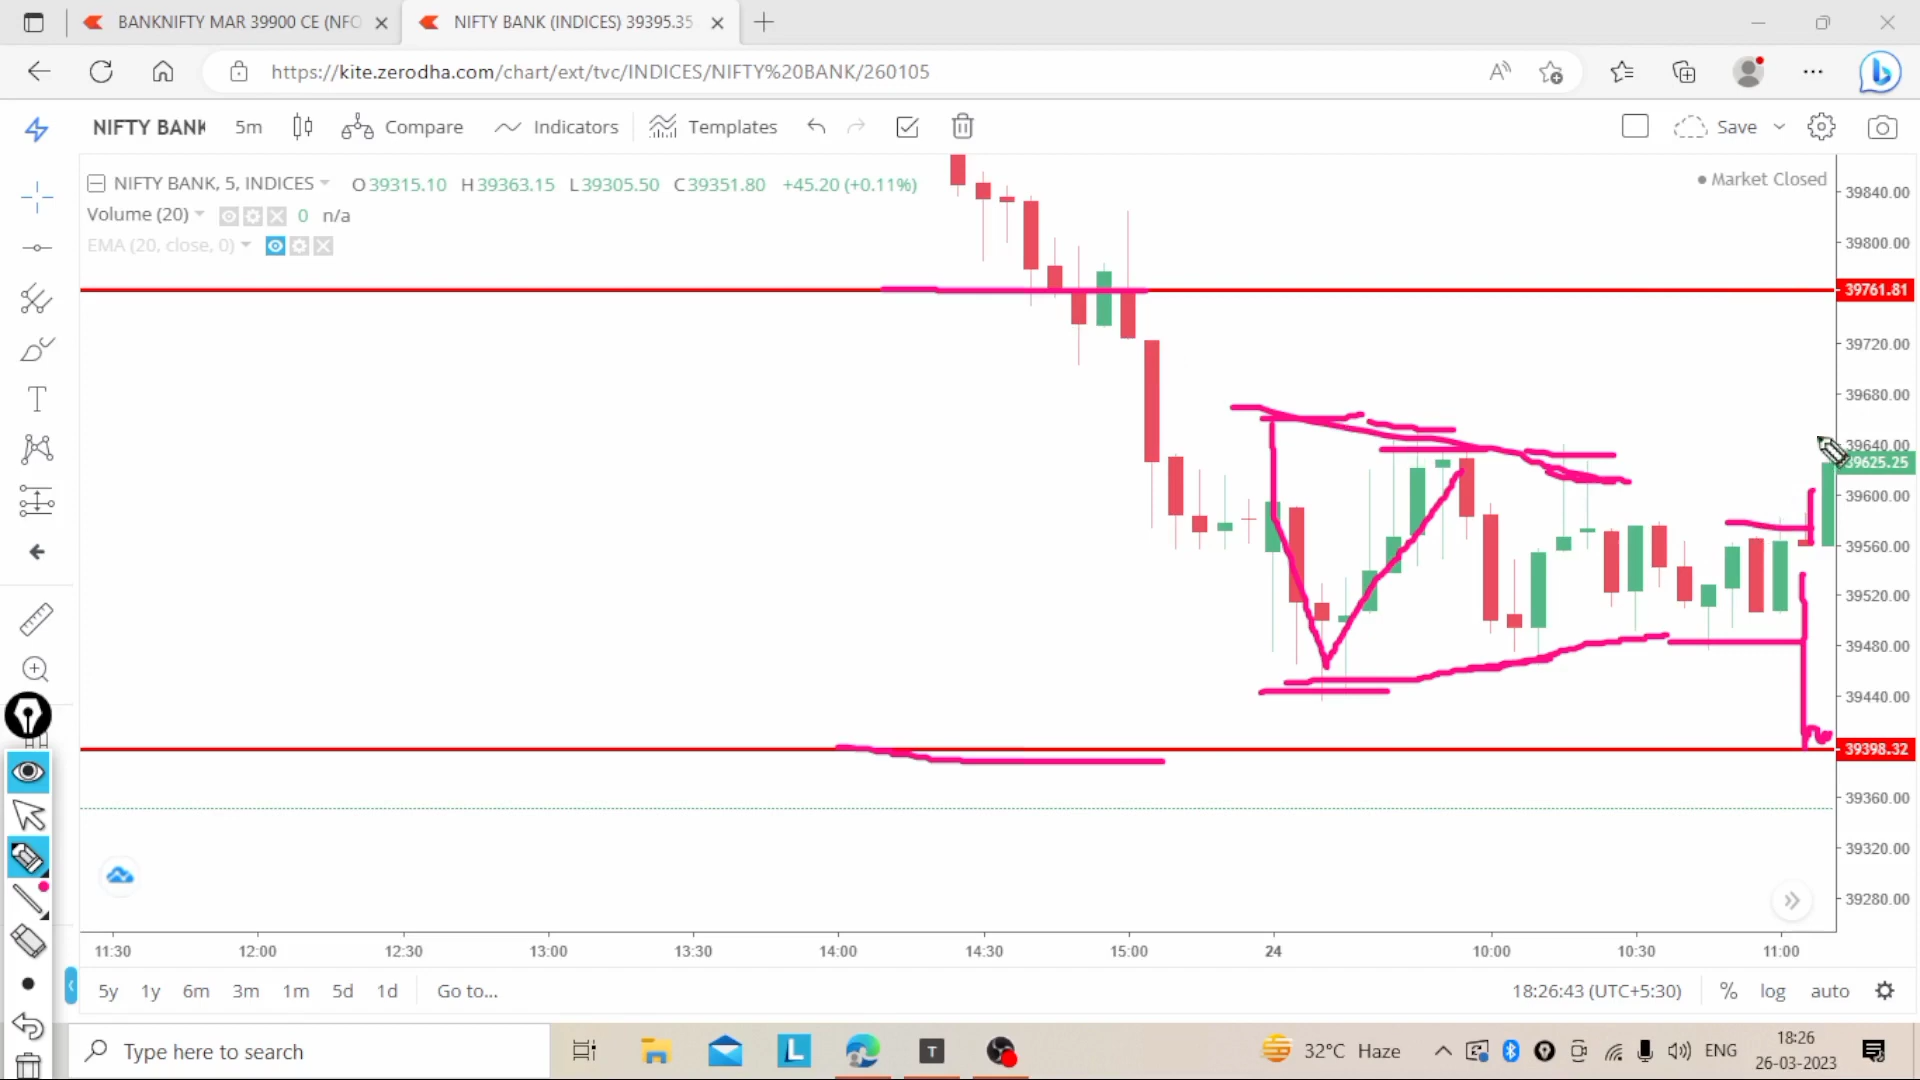 BANKNIFTY MAR 39900 CE (NFO
NIFTY BANK (INDICES) 39395.35
https://kite.zerodha.com/chart/ext/tvc/INDICES/NIFTY%20BANK/260105
NIFTY BANK 5m Compare Indicators Templates Save
NIFTY BANK, 5, INDICES O39315.10 H39363.15 L39305.50 C39351.80 +45.20 (+0.11%)
Market Closed
Volume (20) 0 n/a
EMA (20, close, 0)
39840.00
39800.00
39761.81
39720.00
39680.00
39640.00
39625.25
39600.00
39560.00
39520.00
39480.00
39440.00
39398.32
39360.00
39320.00
39280.00
11:30 12:00 12:30 13:00 13:30 14:00 14:30 15:00 24 10:00 10:30 11:00
5y 1y 6m 3m 1m 5d 1d Go to... 18:26:43 (UTC+5:30) % log auto
Type here to search
L
T
32°C Haze
ENG
18:26
26-03-2023